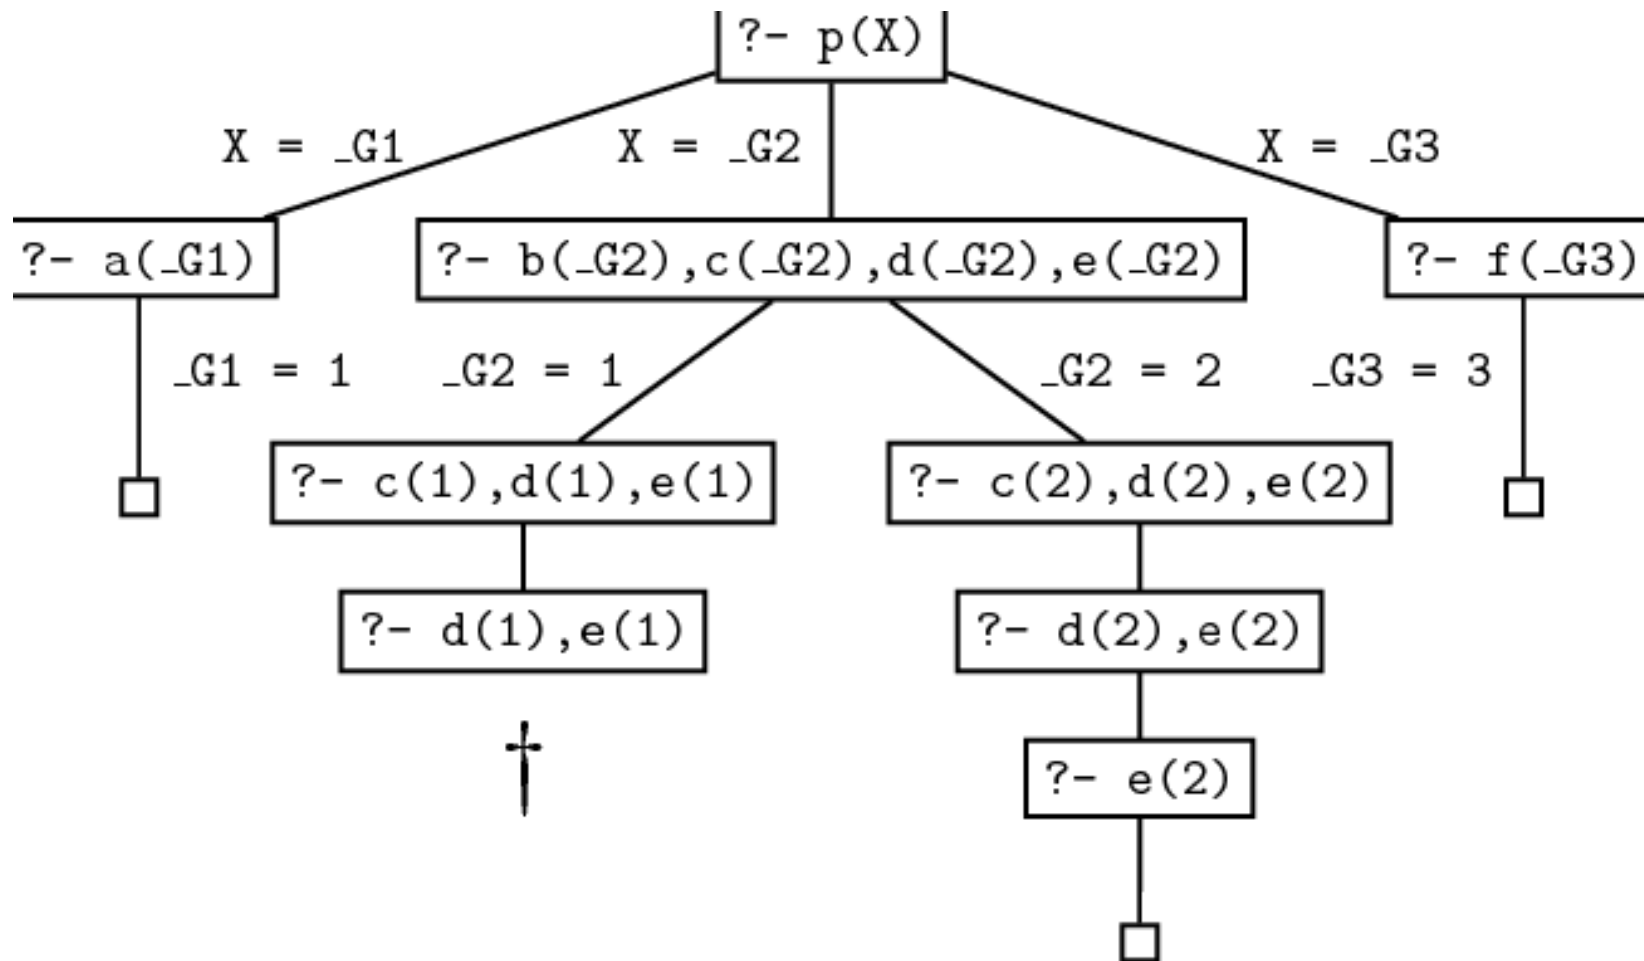 ?- p(X)
X = _G1
X = _G2
X = _G3
?- a(_G1)
?- b(_G2),c(_G2),d(_G2),e(_G2)
?- f(_G3)
_G1 = 1
_G2 = 1
_G2 = 2
_G3 = 3
?- c(1),d(1),e(1)
?- c(2),d(2),e(2)
?- d(1),e(1)
?- d(2),e(2)
†
?- e(2)